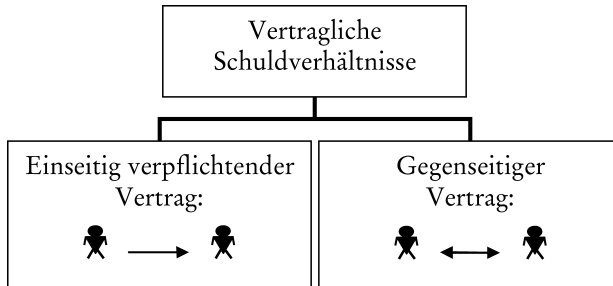 Vertragliche
Schuldverhältnisse
Einseitig verpflichtender
Vertrag:
Gegenseitiger
Vertrag: